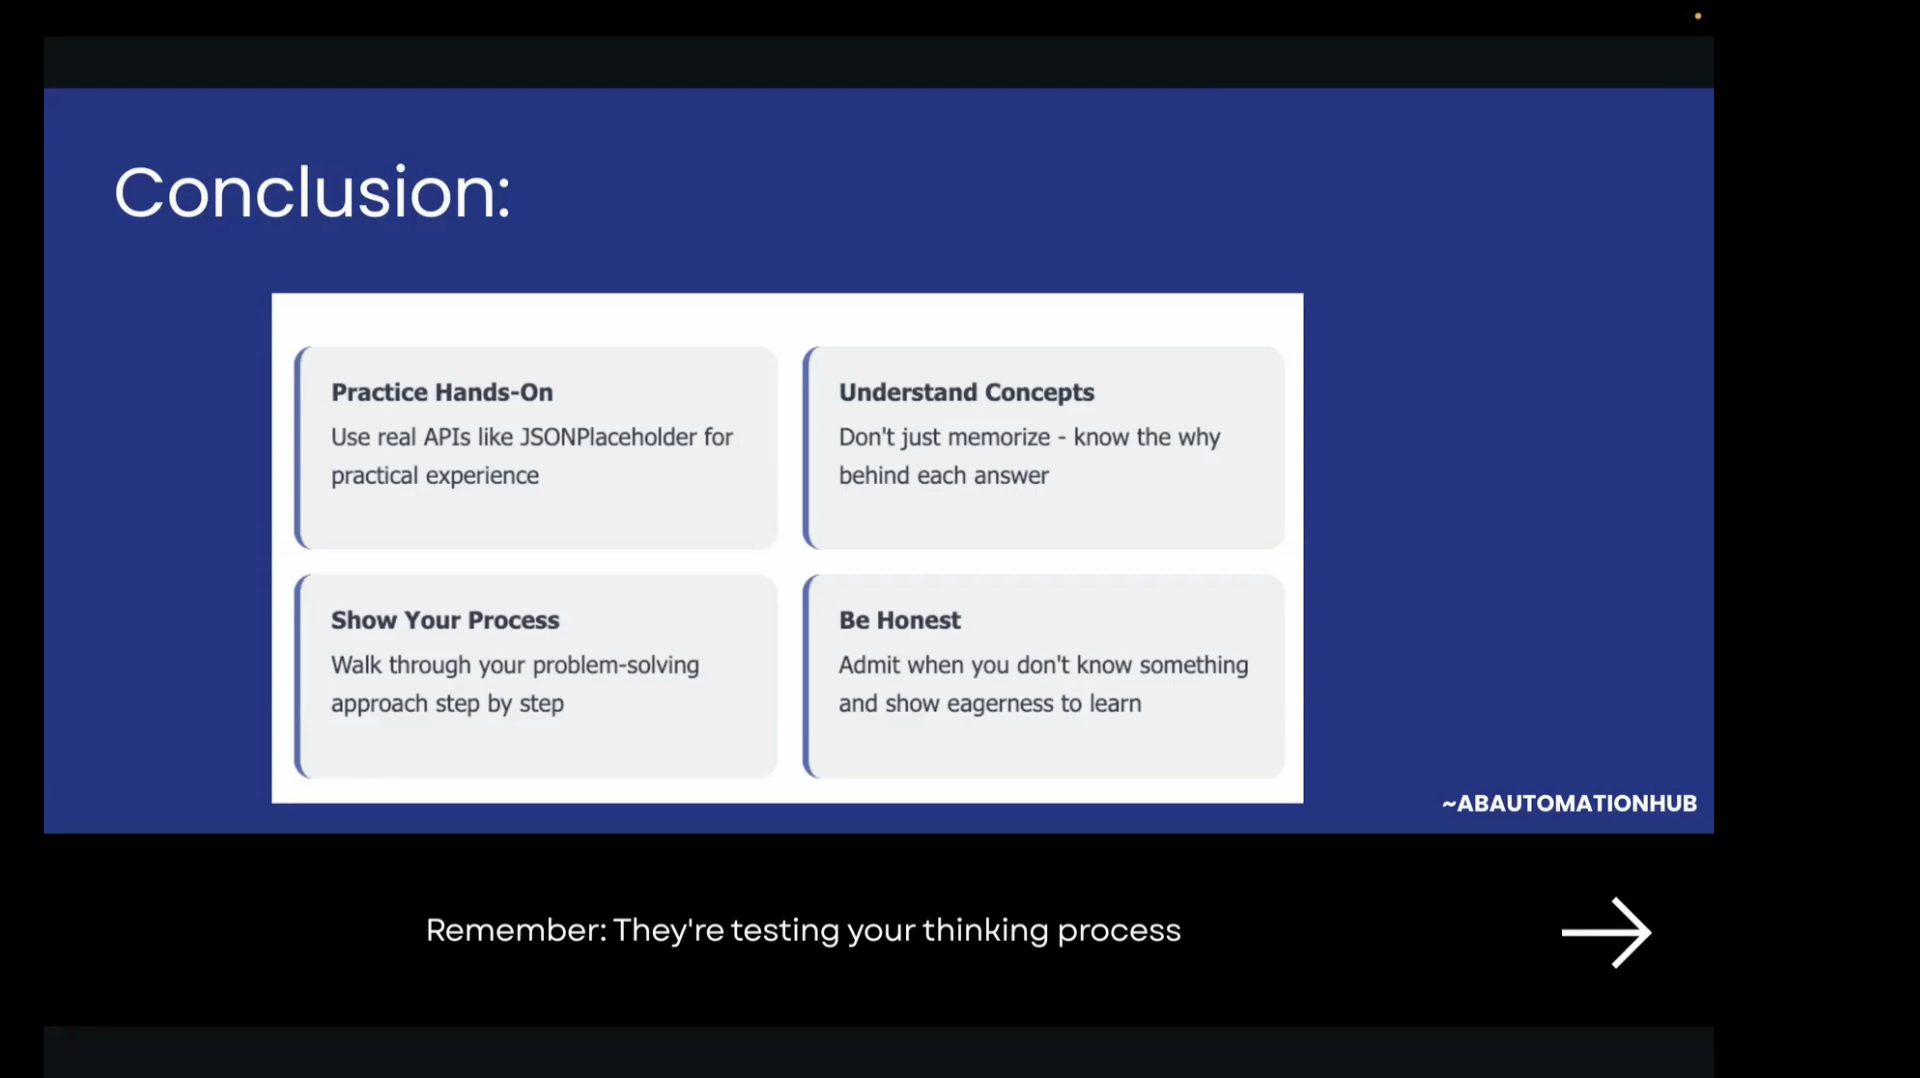 Conclusion:
Practice Hands-On
Use real APIs like JSONPlaceholder for
practical experience
Understand Concepts
Don't just memorize - know the why
behind each answer
Show Your Process
Walk through your problem-solving
approach step by step
Be Honest
Admit when you don't know something
and show eagerness to learn
~ABAUTOMATIONHUB
Remember: They're testing your thinking process